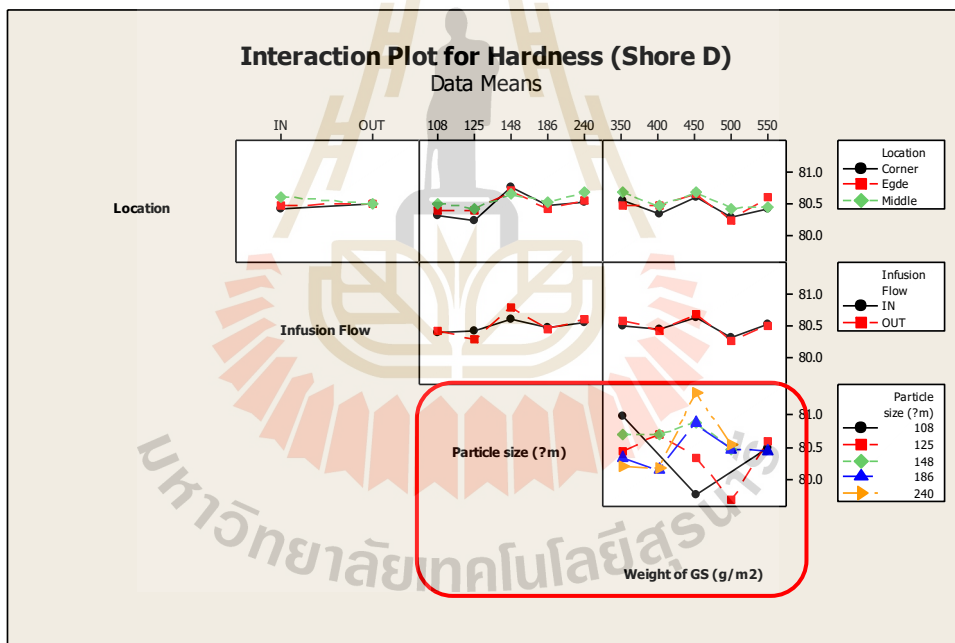 Interaction Plot for Hardness (Shore D)
Data Means
IN OUT 108 125 148 186 240 350 400 450 500 550
Location
81.0
80.5
80.0
Location
Corner
Egde
Middle
Infusion Flow
81.0
80.5
80.0
Infusion
Flow
IN
OUT
Particle size (?m)
81.0
80.5
80.0
Particle
size (?m)
108
125
148
186
240
Weight of GS (g/m2)
มหาวิทยาลัยเทคโนโลยีสุรนารี